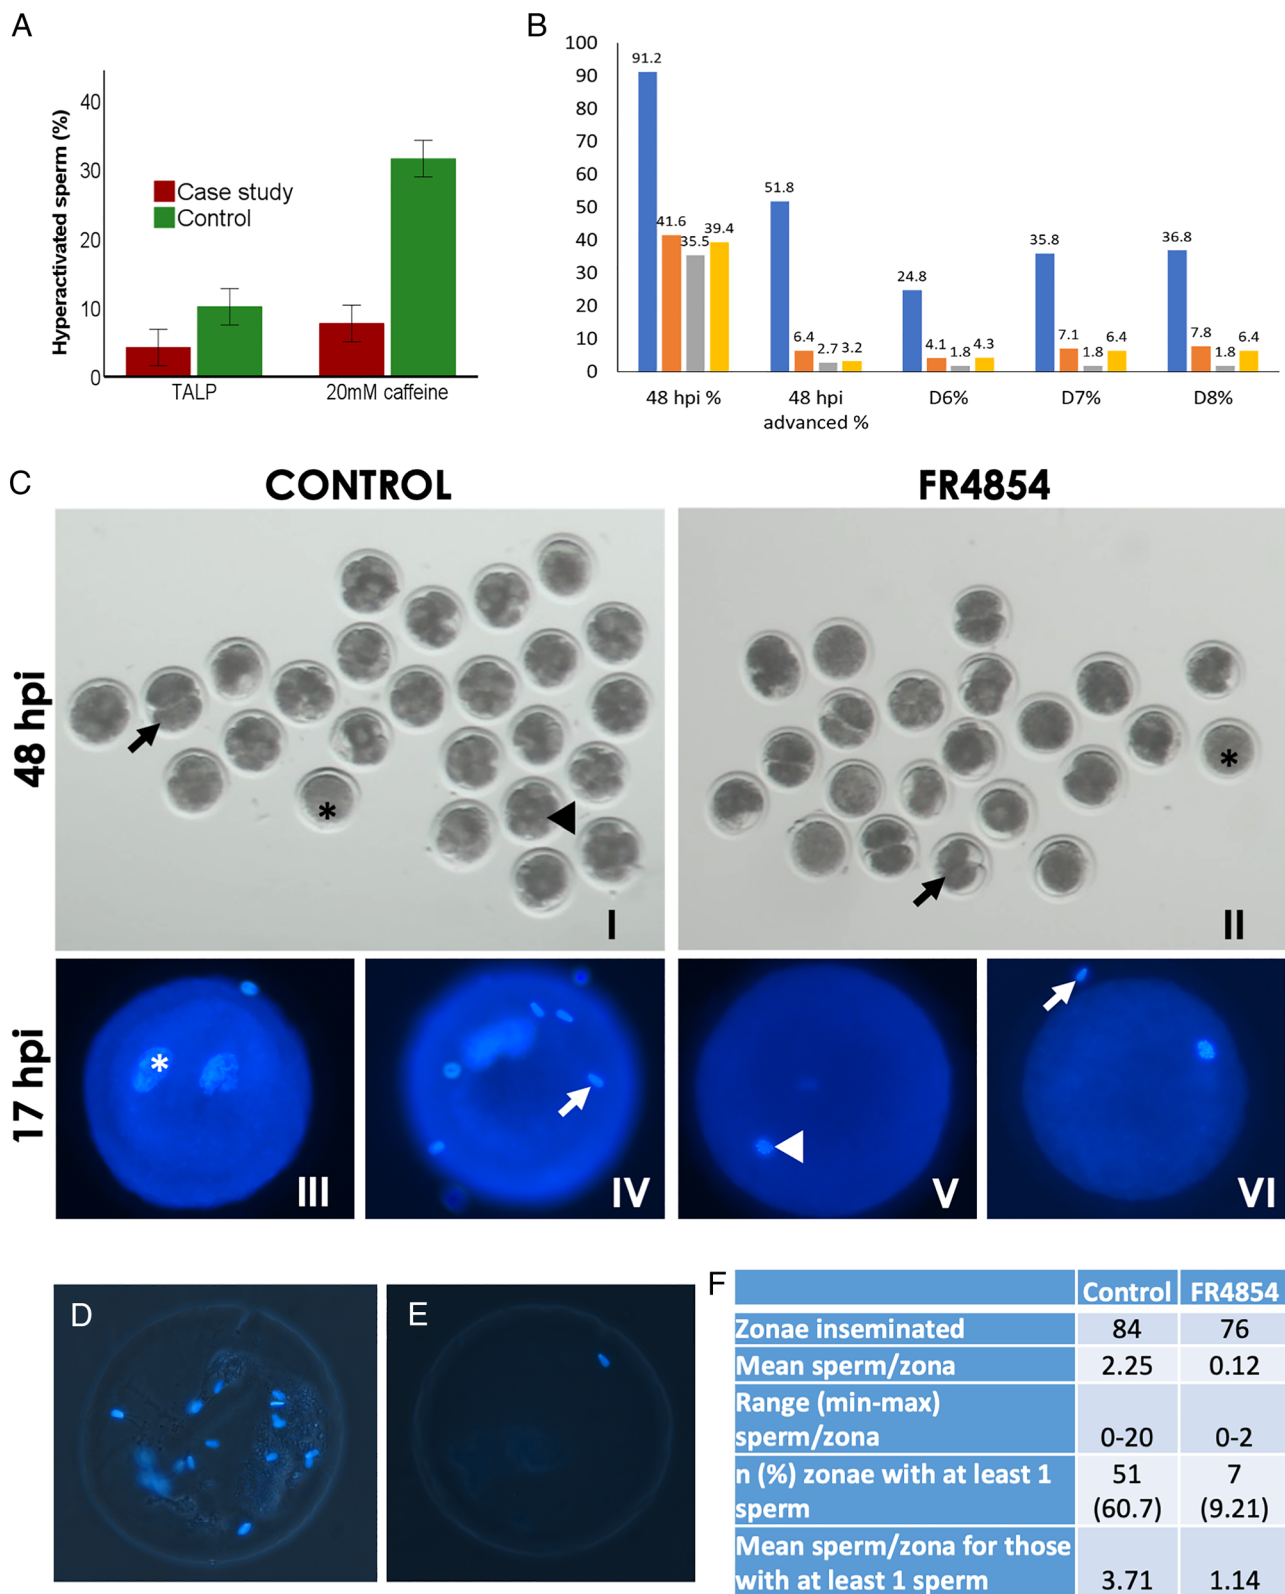 A
Hyperactivated sperm (%)
40
30
20
10
0
Case study
Control
TALP
20mM caffeine
B
100
90
80
70
60
50
40
30
20
10
0
91.2
41.6
35.5
39.4
51.8
6.4
2.7
3.2
24.8
4.1
1.8
4.3
35.8
7.1
1.8
6.4
36.8
7.8
1.8
6.4
48 hpi %
48 hpi
advanced %
D6%
D7%
D8%
C
CONTROL
FR4854
48 hpi
*
I
*
II
17 hpi
*
III
IV
V
VI
D
E
F
Control FR4854
Zonae inseminated 84 76
Mean sperm/zona 2.25 0.12
Range (min-max)
sperm/zona 0-20 0-2
n (%) zonae with at least 1 51 7
sperm (60.7) (9.21)
Mean sperm/zona for those
with at least 1 sperm 3.71 1.14